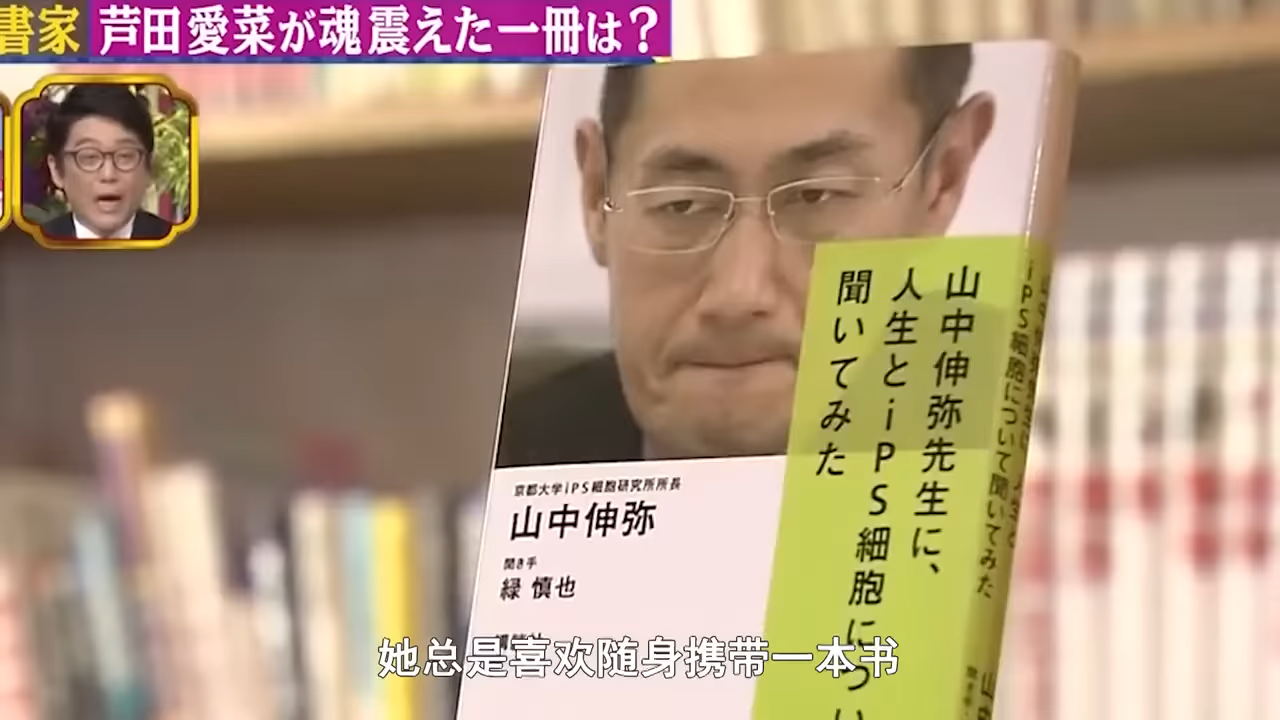 書家 芦田愛菜が魂震えた一冊は？
山中伸弥先生に、
人生とiPS細胞につい
聞いてみた
iPS細胞について聞いてみた
京都大学iPS細胞研究所所長
山中伸弥
聞き手
緑 慎也
她总是喜欢随身携带一本书